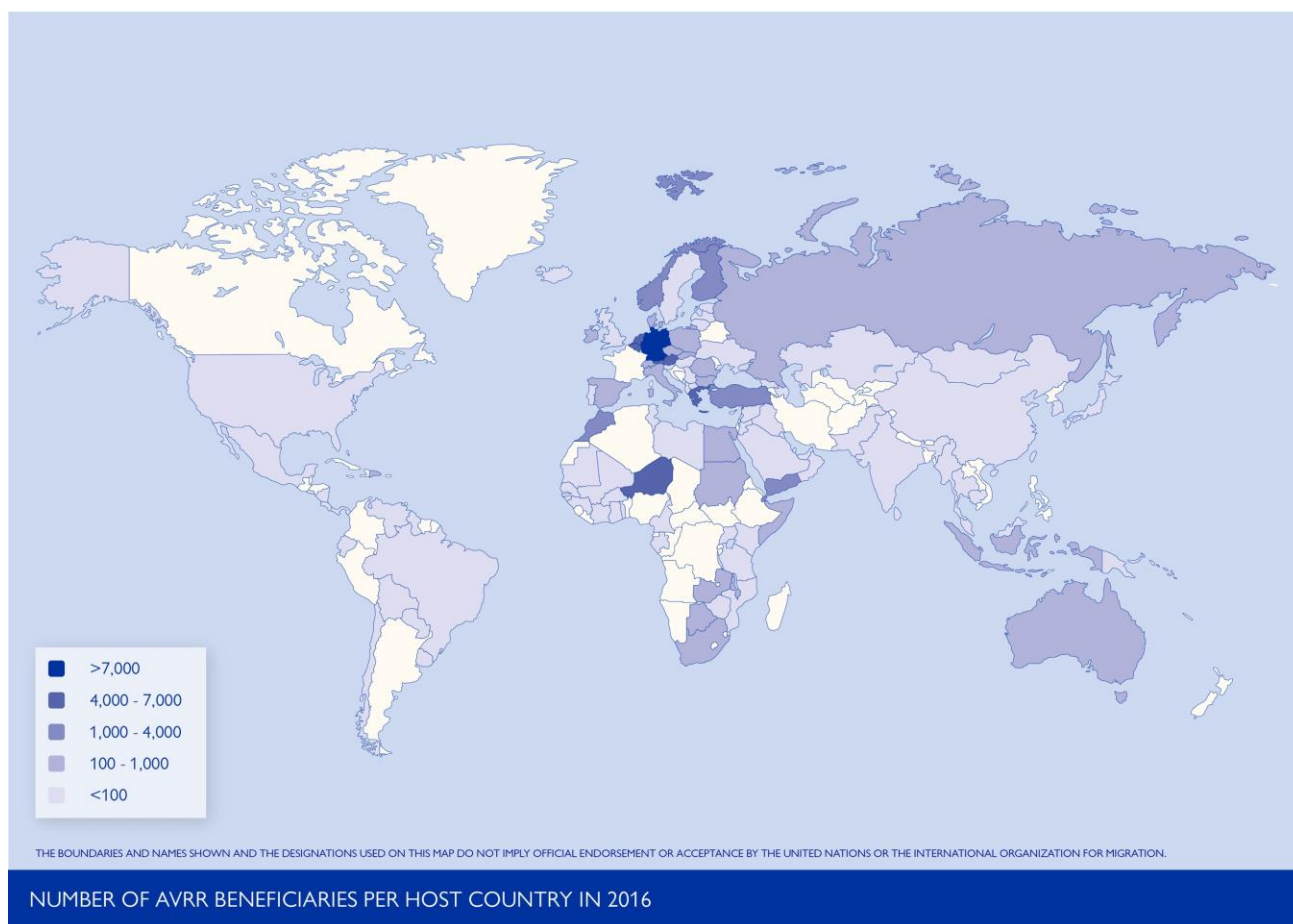 >7,000
4,000 - 7,000
1,000 - 4,000
100 - 1,000
<100
THE BOUNDARIES AND NAMES SHOWN AND THE DESIGNATIONS USED ON THIS MAP DO NOT IMPLY OFFICIAL ENDORSEMENT OR ACCEPTANCE BY THE UNITED NATIONS OR THE INTERNATIONAL ORGANIZATION FOR MIGRATION.
NUMBER OF AVRR BENEFICIARIES PER HOST COUNTRY IN 2016